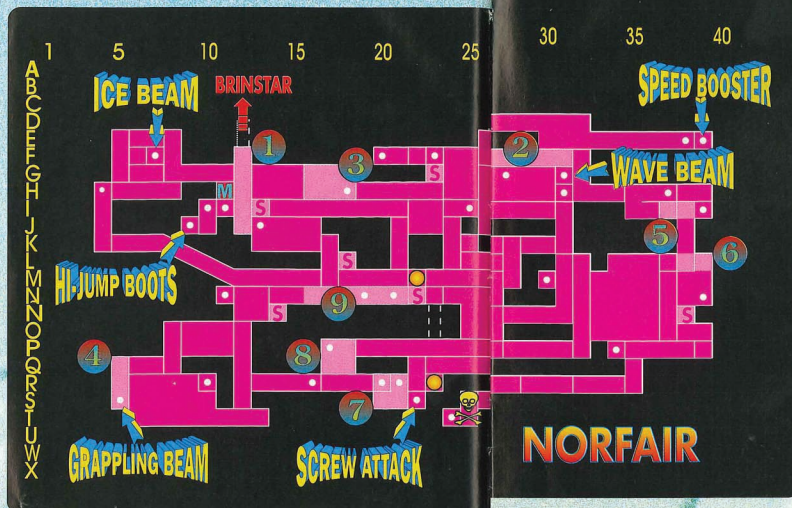 1 5 10 15 20 25 30 35 40
A
B
C
D
E
F
G
H
I
J
K
L
M
N
N
O
P
Q
R
S
T
U
W
X
ICE BEAM
BRINSTAR
SPEED BOOSTER
1
3
2
WAVE BEAM
S
M
S
5
6
HI-JUMP BOOTS
S
9
S
S
S
4
8
7
GRAPPLING BEAM
SCREW ATTACK
NORFAIR